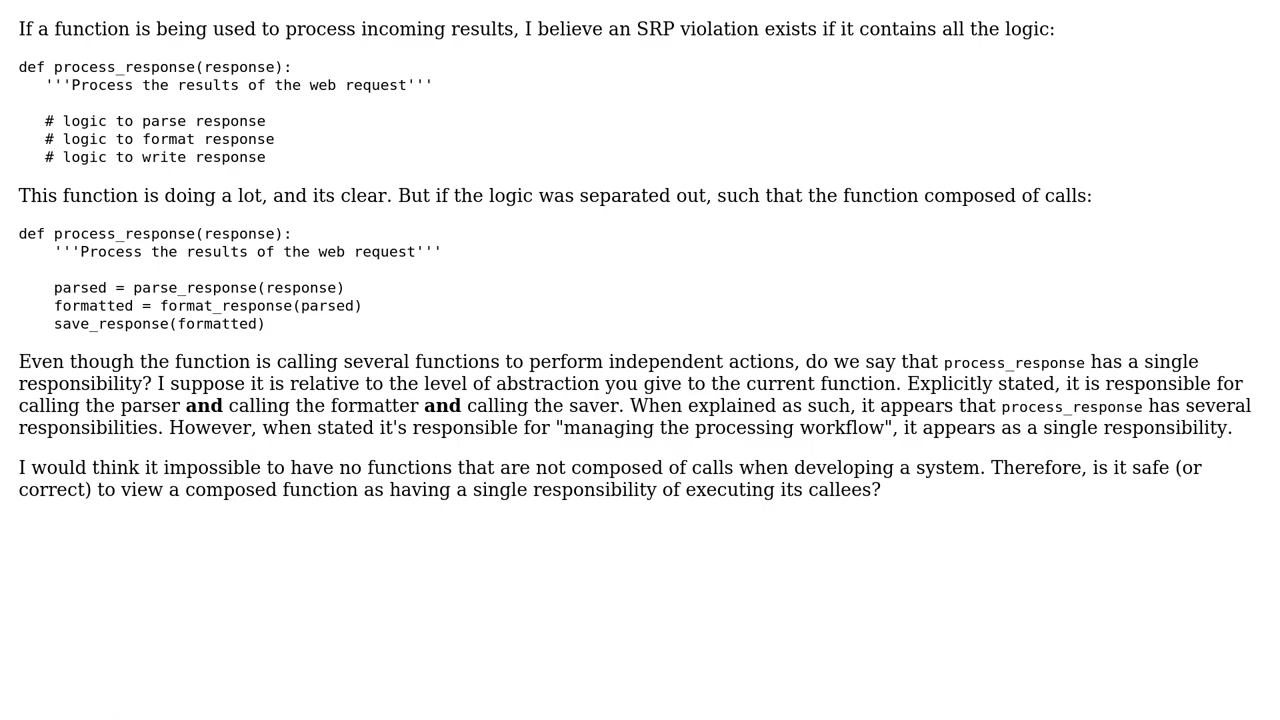 If a function is being used to process incoming results, I believe an SRP violation exists if it contains all the logic:
def process_response(response):
   '''Process the results of the web request'''
   # logic to parse response
   # logic to format response
   # logic to write response
This function is doing a lot, and its clear. But if the logic was separated out, such that the function composed of calls:
def process_response(response):
    '''Process the results of the web request'''
    parsed = parse_response(response)
    formatted = format_response(parsed)
    save_response(formatted)
Even though the function is calling several functions to perform independent actions, do we say that process_response has a single
responsibility? I suppose it is relative to the level of abstraction you give to the current function. Explicitly stated, it is responsible for
calling the parser and calling the formatter and calling the saver. When explained as such, it appears that process_response has several
responsibilities. However, when stated it's responsible for "managing the processing workflow", it appears as a single responsibility.
I would think it impossible to have no functions that are not composed of calls when developing a system. Therefore, is it safe (or
correct) to view a composed function as having a single responsibility of executing its callees?